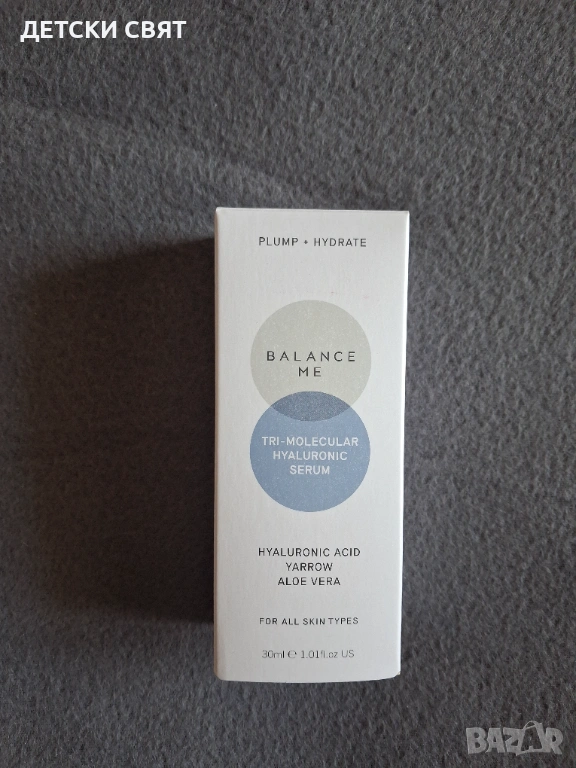 ДЕТСКИ СВЯТ
PLUMP + HYDRATE
BALANCE
ME
TRI-MOLECULAR
HYALURONIC
SERUM
HYALURONIC ACID
YARROW
ALOE VERA
FOR ALL SKIN TYPES
30ml ℮ 1.01fl.oz US
BAZAR